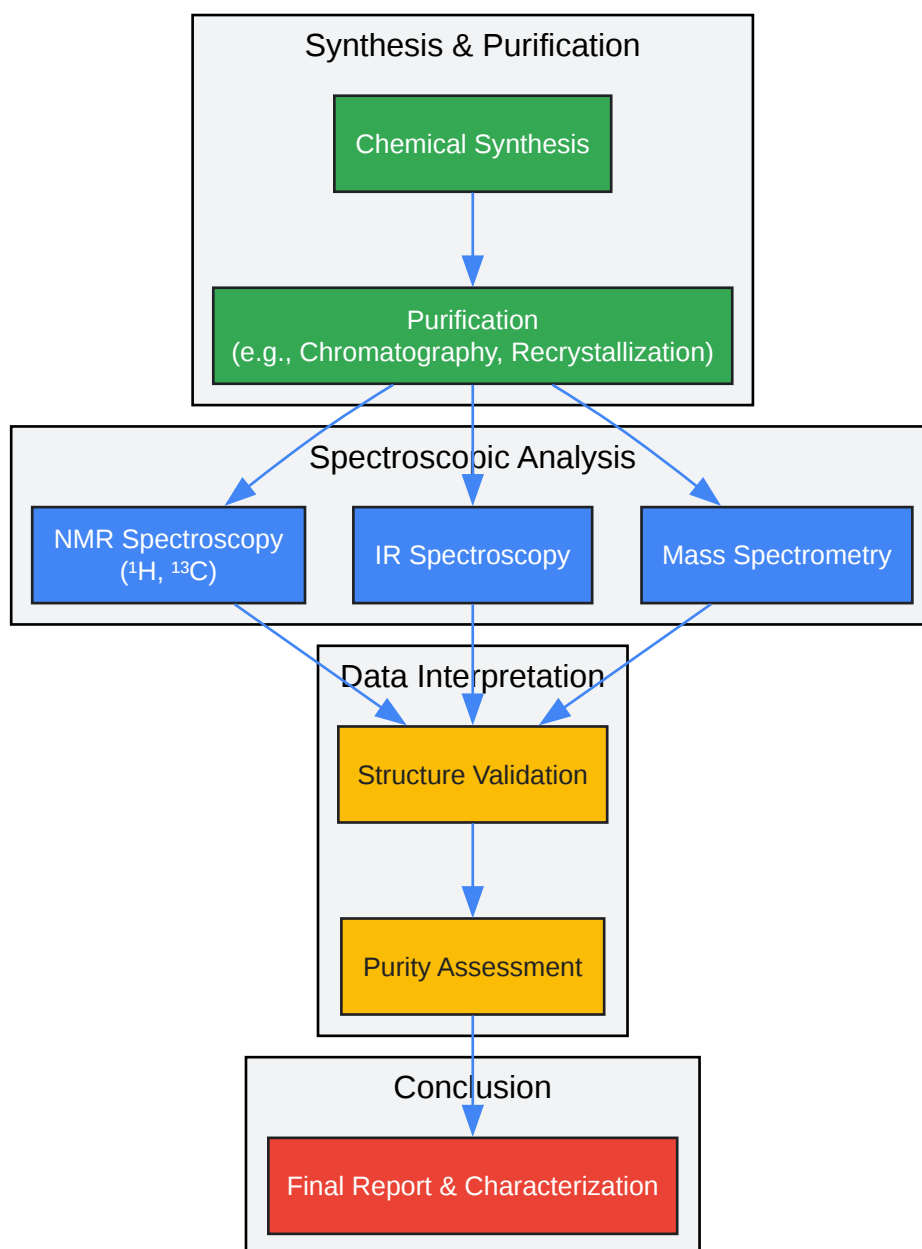 Synthesis & Purification
Chemical Synthesis
Purification
(e.g., Chromatography, Recrystallization)
Spectroscopic Analysis
NMR Spectroscopy
(¹H, ¹³C)
IR Spectroscopy
Mass Spectrometry
Data Interpretation
Structure Validation
Purity Assessment
Conclusion
Final Report & Characterization